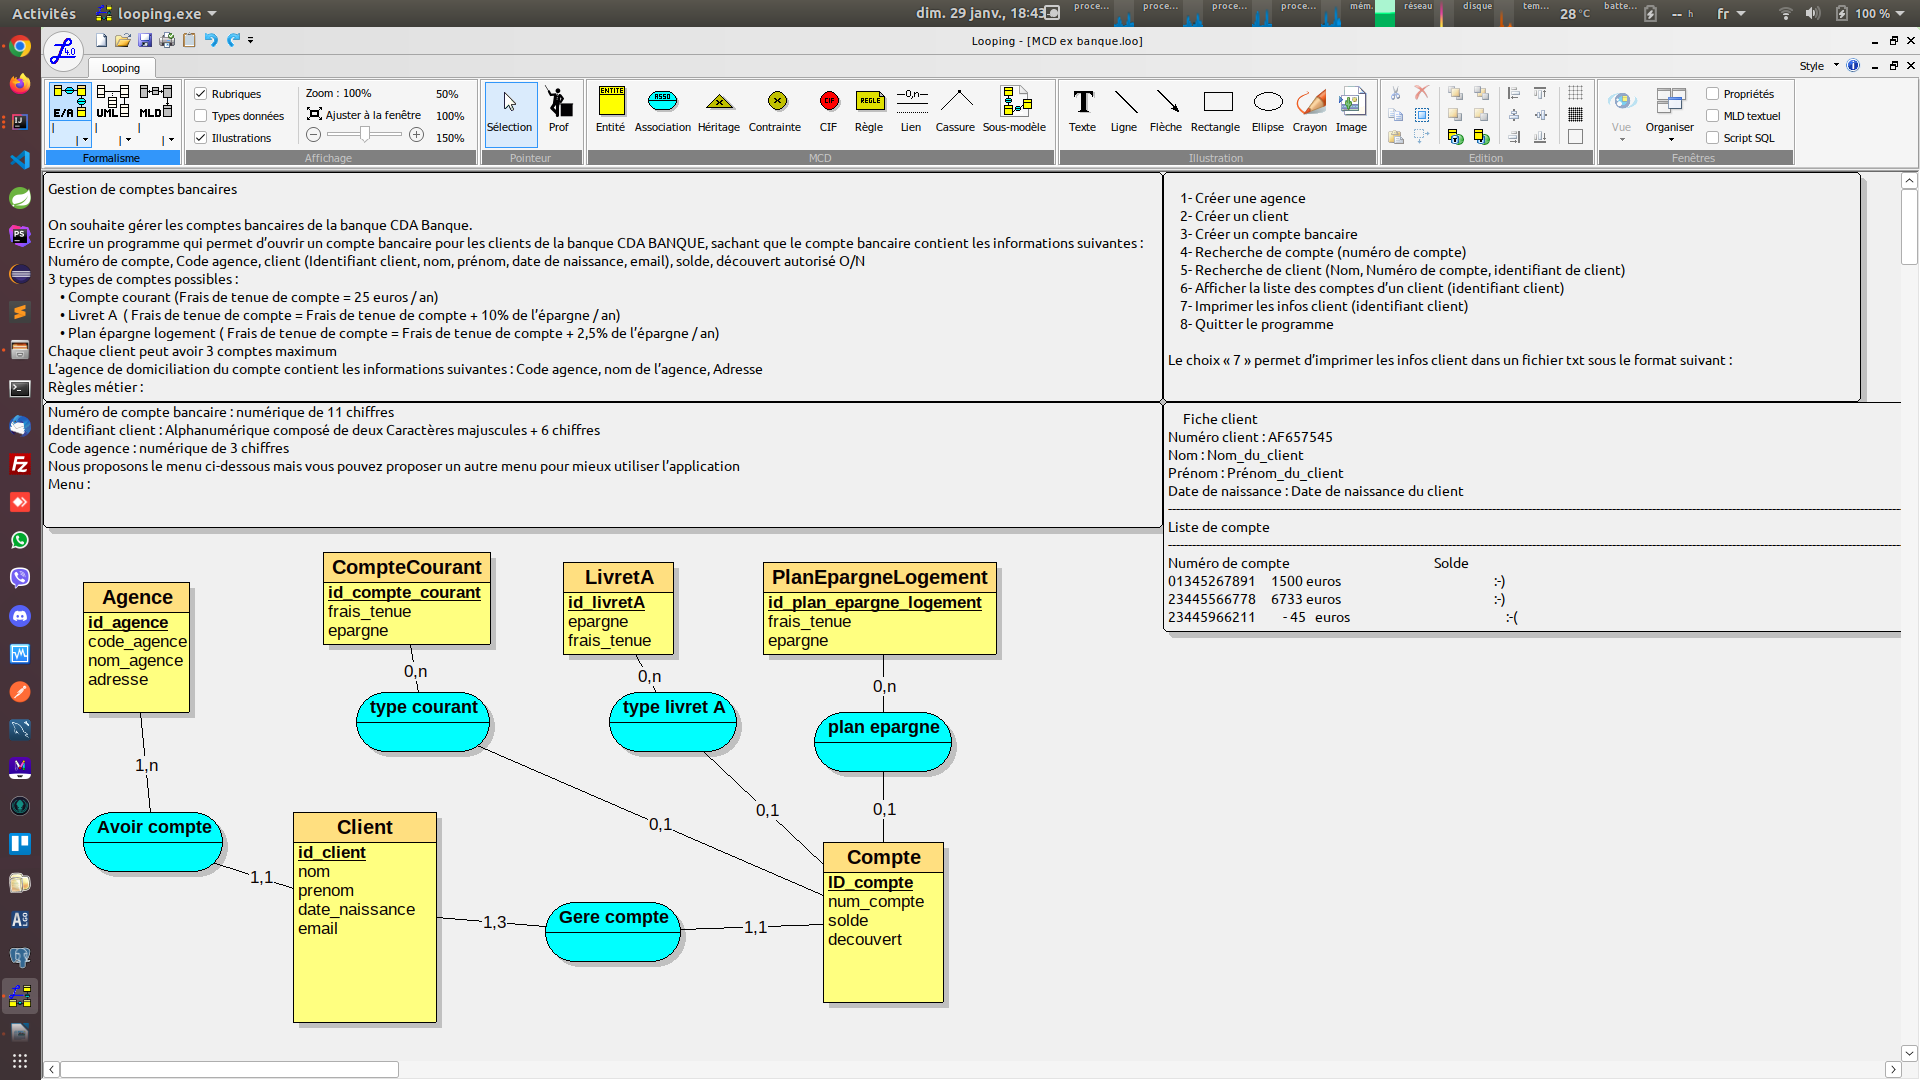 Activités
looping.exe
dim. 29 janv., 18:43
proce…
proce…
proce…
proce…
mém.
réseau
disque
tem…
28°C
batte…
-- h
fr
100 %
Looping - [MCD ex banque.loo]
4.0
Looping
Style
E/A
UML
MLD
Formalisme
Rubriques
Types données
Illustrations
Zoom : 100%
Ajuster à la fenêtre
50%
100%
150%
Affichage
Sélection
Prof
Pointeur
ENTITÉ
Entité
ASSO
Association
Héritage
Contrainte
CIF
CIF
RÈGLE
Règle
—0,n—
Lien
Cassure
Sous-modèle
MCD
T
Texte
Ligne
Flèche
Rectangle
Ellipse
Crayon
Image
Illustration
Edition
Vue
Organiser
Propriétés
MLD textuel
Script SQL
Fenêtres
Gestion de comptes bancaires
On souhaite gérer les comptes bancaires de la banque CDA Banque.
Ecrire un programme qui permet d'ouvrir un compte bancaire pour les clients de la banque CDA BANQUE, sachant que le compte bancaire contient les informations suivantes :
Numéro de compte, Code agence, client (Identifiant client, nom, prénom, date de naissance, email), solde, découvert autorisé O/N
3 types de comptes possibles :
• Compte courant (Frais de tenue de compte = 25 euros / an)
• Livret A ( Frais de tenue de compte = Frais de tenue de compte + 10% de l'épargne / an)
• Plan épargne logement ( Frais de tenue de compte = Frais de tenue de compte + 2,5% de l'épargne / an)
Chaque client peut avoir 3 comptes maximum
L'agence de domiciliation du compte contient les informations suivantes : Code agence, nom de l'agence, Adresse
Règles métier :
Numéro de compte bancaire : numérique de 11 chiffres
Identifiant client : Alphanumérique composé de deux Caractères majuscules + 6 chiffres
Code agence : numérique de 3 chiffres
Nous proposons le menu ci-dessous mais vous pouvez proposer un autre menu pour mieux utiliser l'application
Menu :
1- Créer une agence
2- Créer un client
3- Créer un compte bancaire
4- Recherche de compte (numéro de compte)
5- Recherche de client (Nom, Numéro de compte, identifiant de client)
6- Afficher la liste des comptes d'un client (identifiant client)
7- Imprimer les infos client (identifiant client)
8- Quitter le programme
Le choix « 7 » permet d'imprimer les infos client dans un fichier txt sous le format suivant :
Fiche client
Numéro client : AF657545
Nom : Nom_du_client
Prénom : Prénom_du_client
Date de naissance : Date de naissance du client
Liste de compte
Numéro de compte Solde
01345267891 1500 euros :-)
23445566778 6733 euros :-)
23445966211 - 45 euros :-(
Agence
id_agence
code_agence
nom_agence
adresse
CompteCourant
id_compte_courant
frais_tenue
epargne
LivretA
id_livretA
epargne
frais_tenue
PlanEpargneLogement
id_plan_epargne_logement
frais_tenue
epargne
0,n
0,n
0,n
type courant
type livret A
plan epargne
1,n
0,1
0,1
0,1
Avoir compte
1,1
Client
id_client
nom
prenom
date_naissance
email
1,3
Gere compte
1,1
Compte
ID_compte
num_compte
solde
decouvert